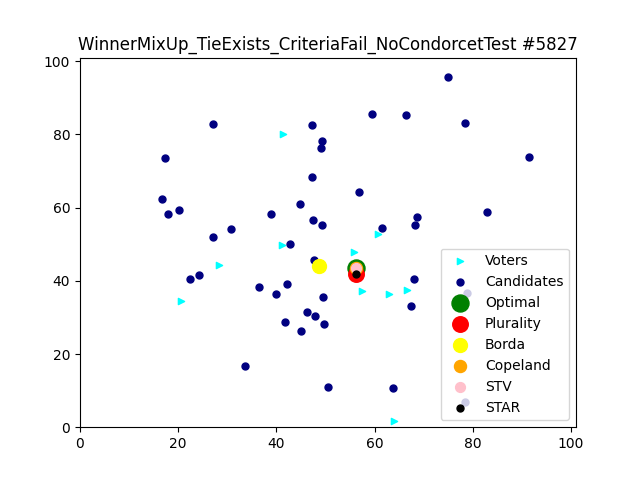 WinnerMixUp_TieExists_CriteriaFail_NoCondorcetTest #5827
100
80
60
40
20
0
0 20 40 60 80 100
Voters
Candidates
Optimal
Plurality
Borda
Copeland
STV
STAR